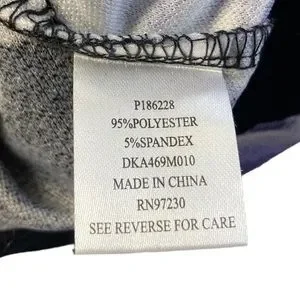 P186228
95%POLYESTER
5%SPANDEX
DKA469M010
MADE IN CHINA
RN97230
SEE REVERSE FOR CARE